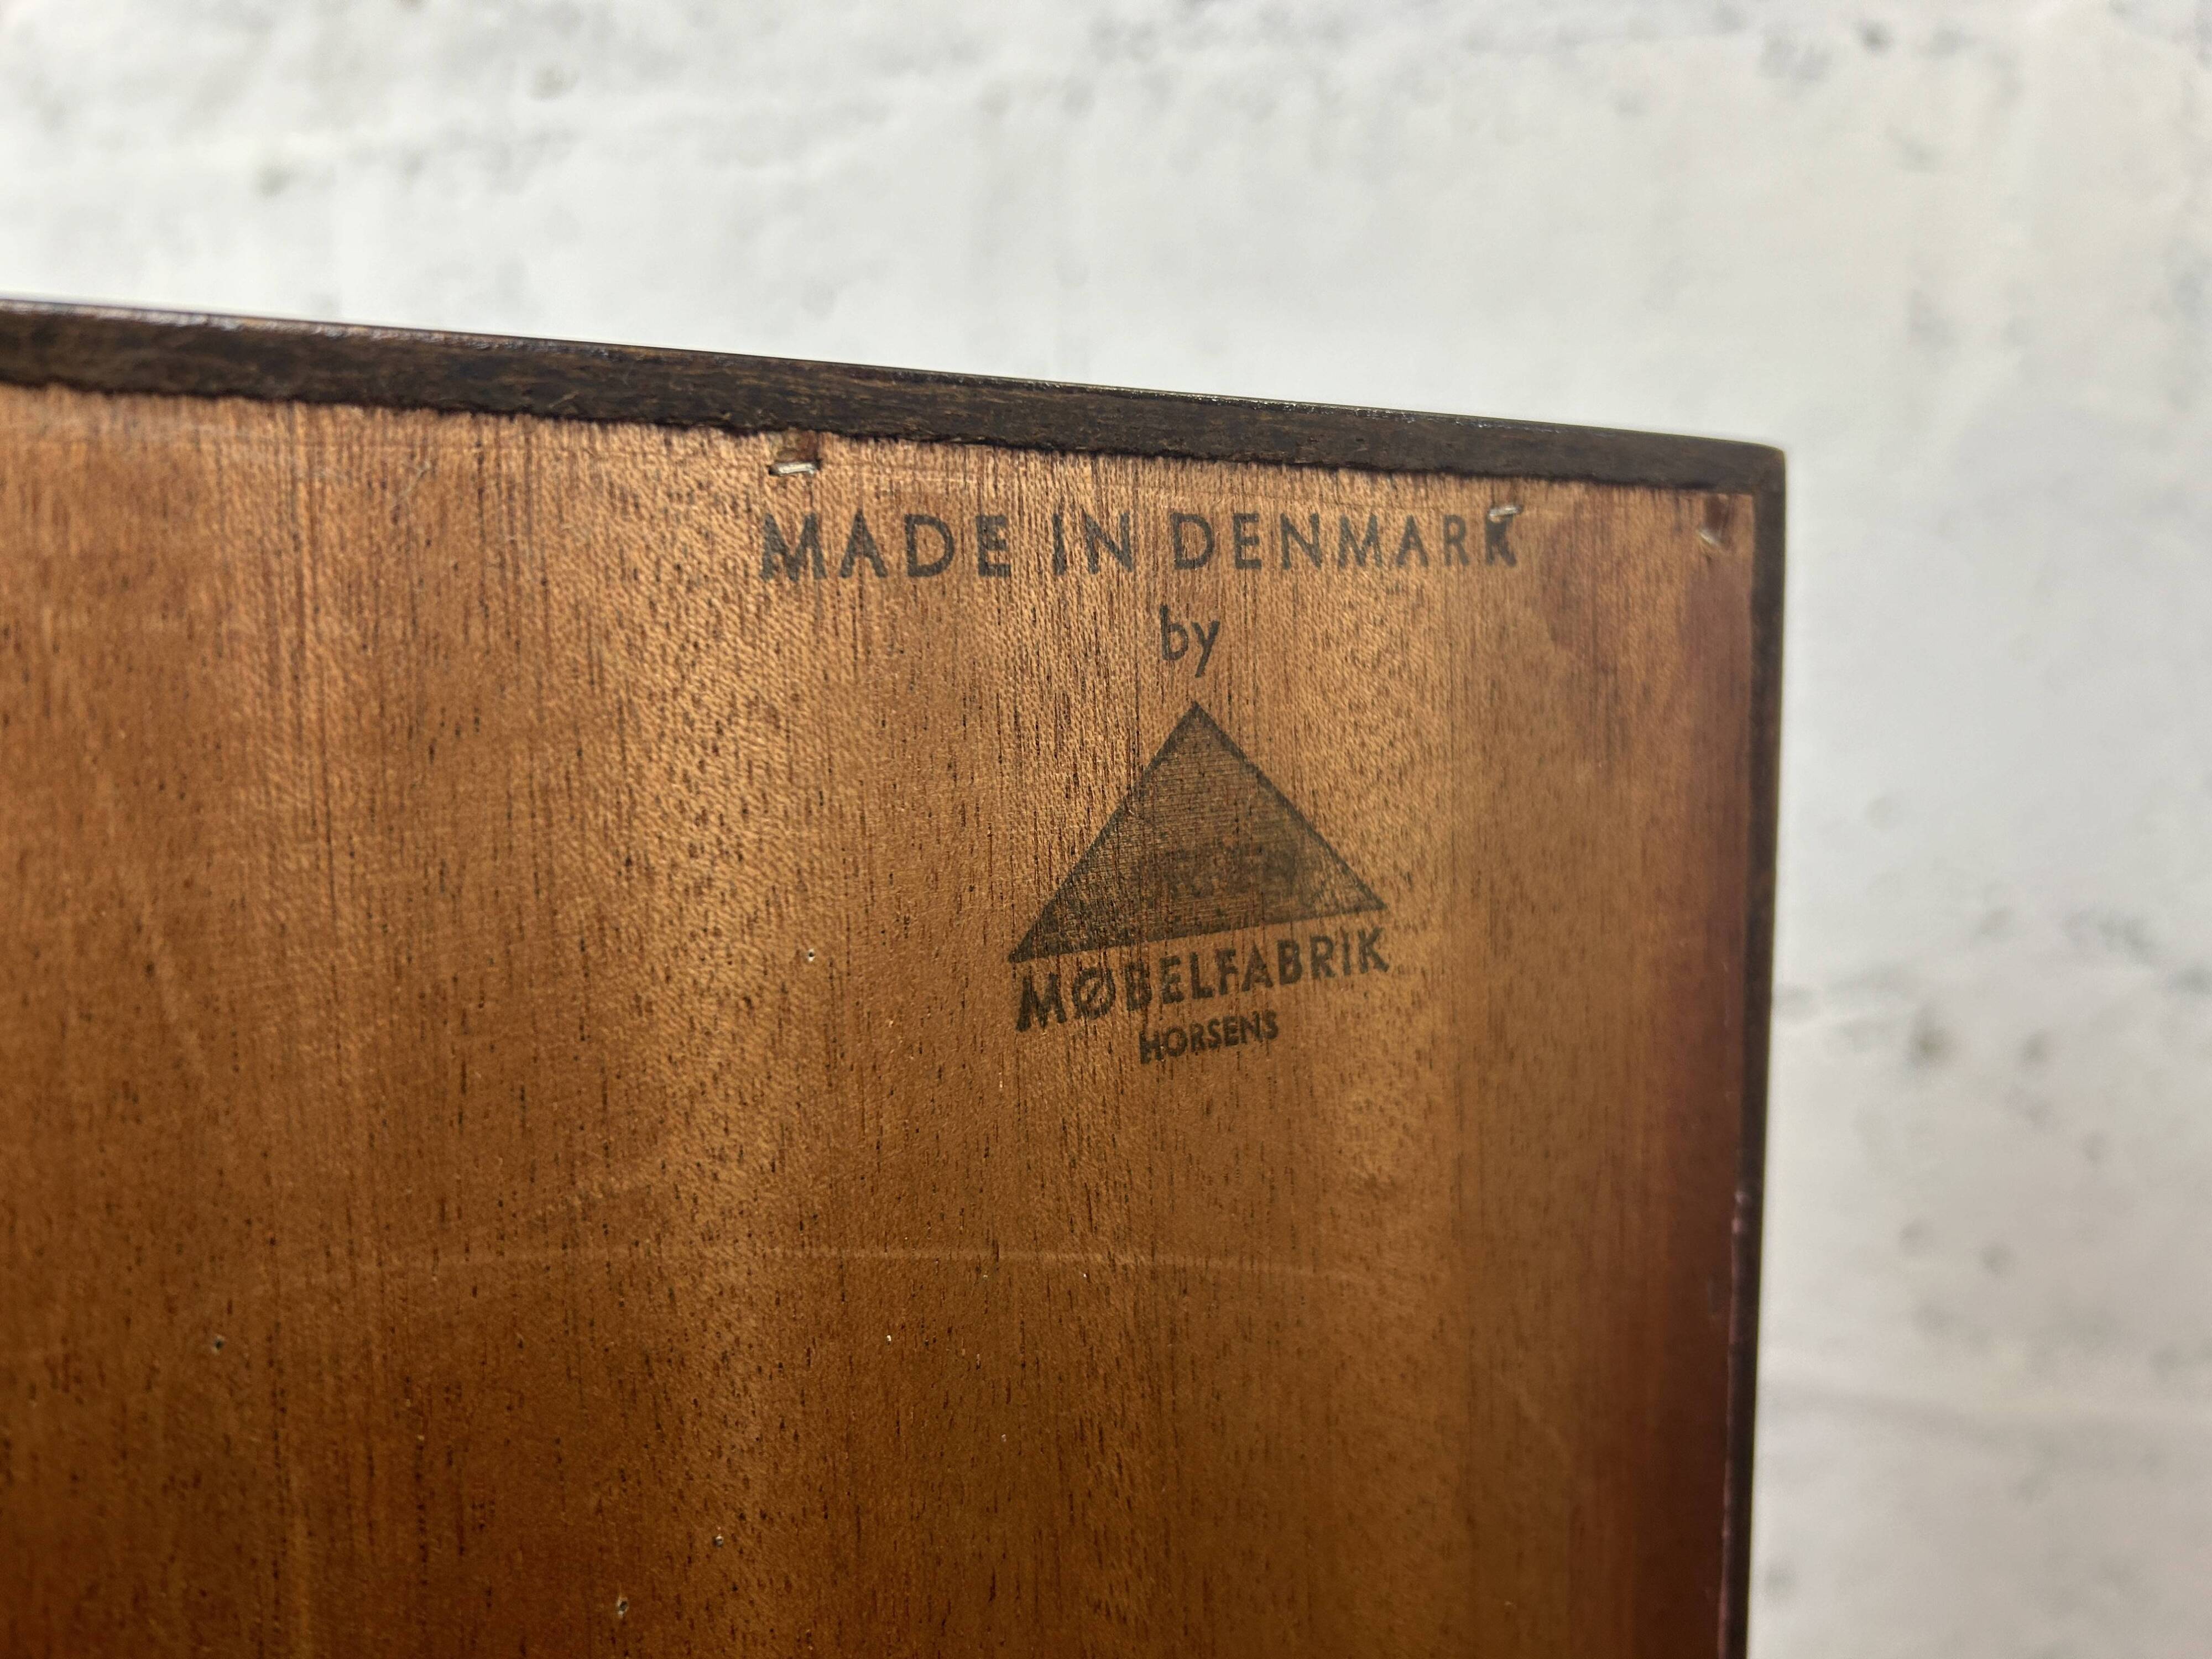 MADE IN DENMARK
by
MØBELFABRIK
HORSENS